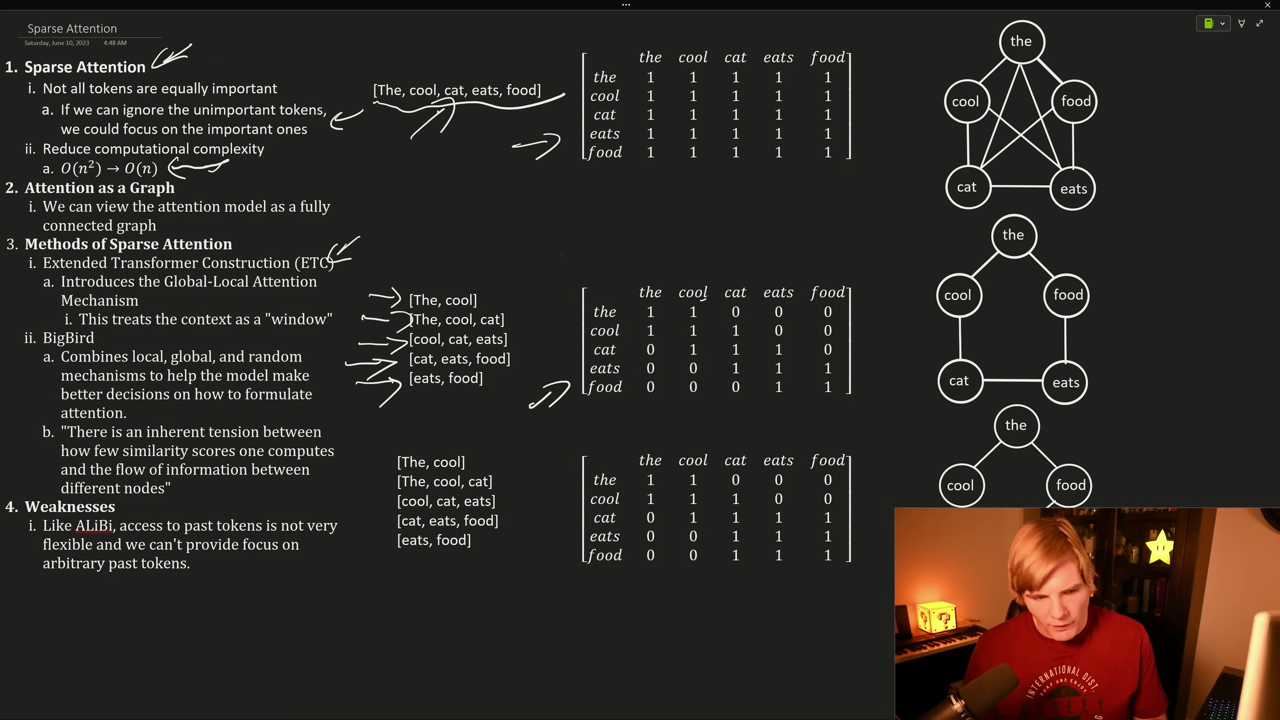 Sparse Attention
Saturday, June 10, 2023 4:48 AM
1. Sparse Attention
i. Not all tokens are equally important
a. If we can ignore the unimportant tokens,
we could focus on the important ones
ii. Reduce computational complexity
a. O(n²) → O(n)
2. Attention as a Graph
i. We can view the attention model as a fully
connected graph
3. Methods of Sparse Attention
i. Extended Transformer Construction (ETC)
a. Introduces the Global-Local Attention
Mechanism
i. This treats the context as a "window"
ii. BigBird
a. Combines local, global, and random
mechanisms to help the model make
better decisions on how to formulate
attention.
b. "There is an inherent tension between
how few similarity scores one computes
and the flow of information between
different nodes"
4. Weaknesses
i. Like ALiBi, access to past tokens is not very
flexible and we can't provide focus on
arbitrary past tokens.
[The, cool, cat, eats, food]
the cool cat eats food
the 1 1 1 1 1
cool 1 1 1 1 1
cat 1 1 1 1 1
eats 1 1 1 1 1
food 1 1 1 1 1
the
cool food
cat eats
[The, cool]
[The, cool, cat]
[cool, cat, eats]
[cat, eats, food]
[eats, food]
the cool cat eats food
the 1 1 0 0 0
cool 1 1 1 0 0
cat 0 1 1 1 0
eats 0 0 1 1 1
food 0 0 0 1 1
the
cool food
cat eats
[The, cool]
[The, cool, cat]
[cool, cat, eats]
[cat, eats, food]
[eats, food]
the cool cat eats food
the 1 1 0 0 0
cool 1 1 1 0 0
cat 0 1 1 1 1
eats 0 0 1 1 1
food 0 0 1 1 1
the
cool food
INTERNATIONAL DIST.